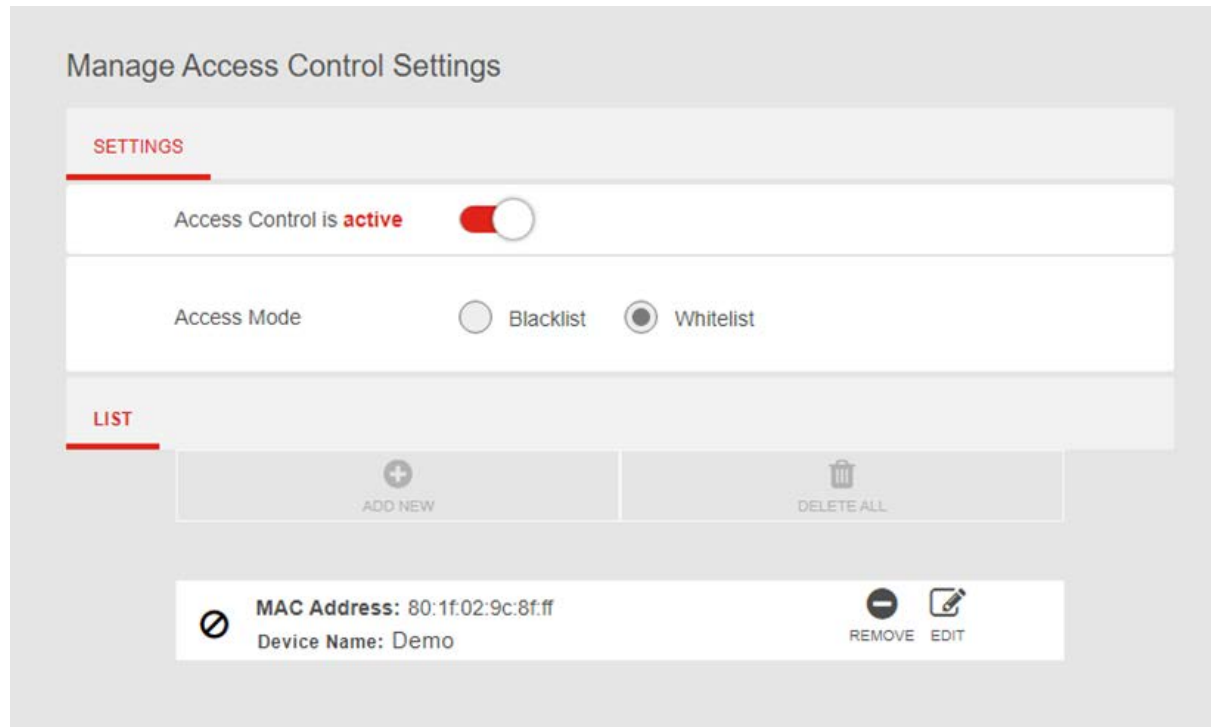 Manage Access Control Settings
SETTINGS
Access Control is active
Access Mode Blacklist Whitelist
LIST
ADD NEW DELETE ALL
MAC Address: 80:1f:02:9c:8f:ff
Device Name: Demo
REMOVE EDIT